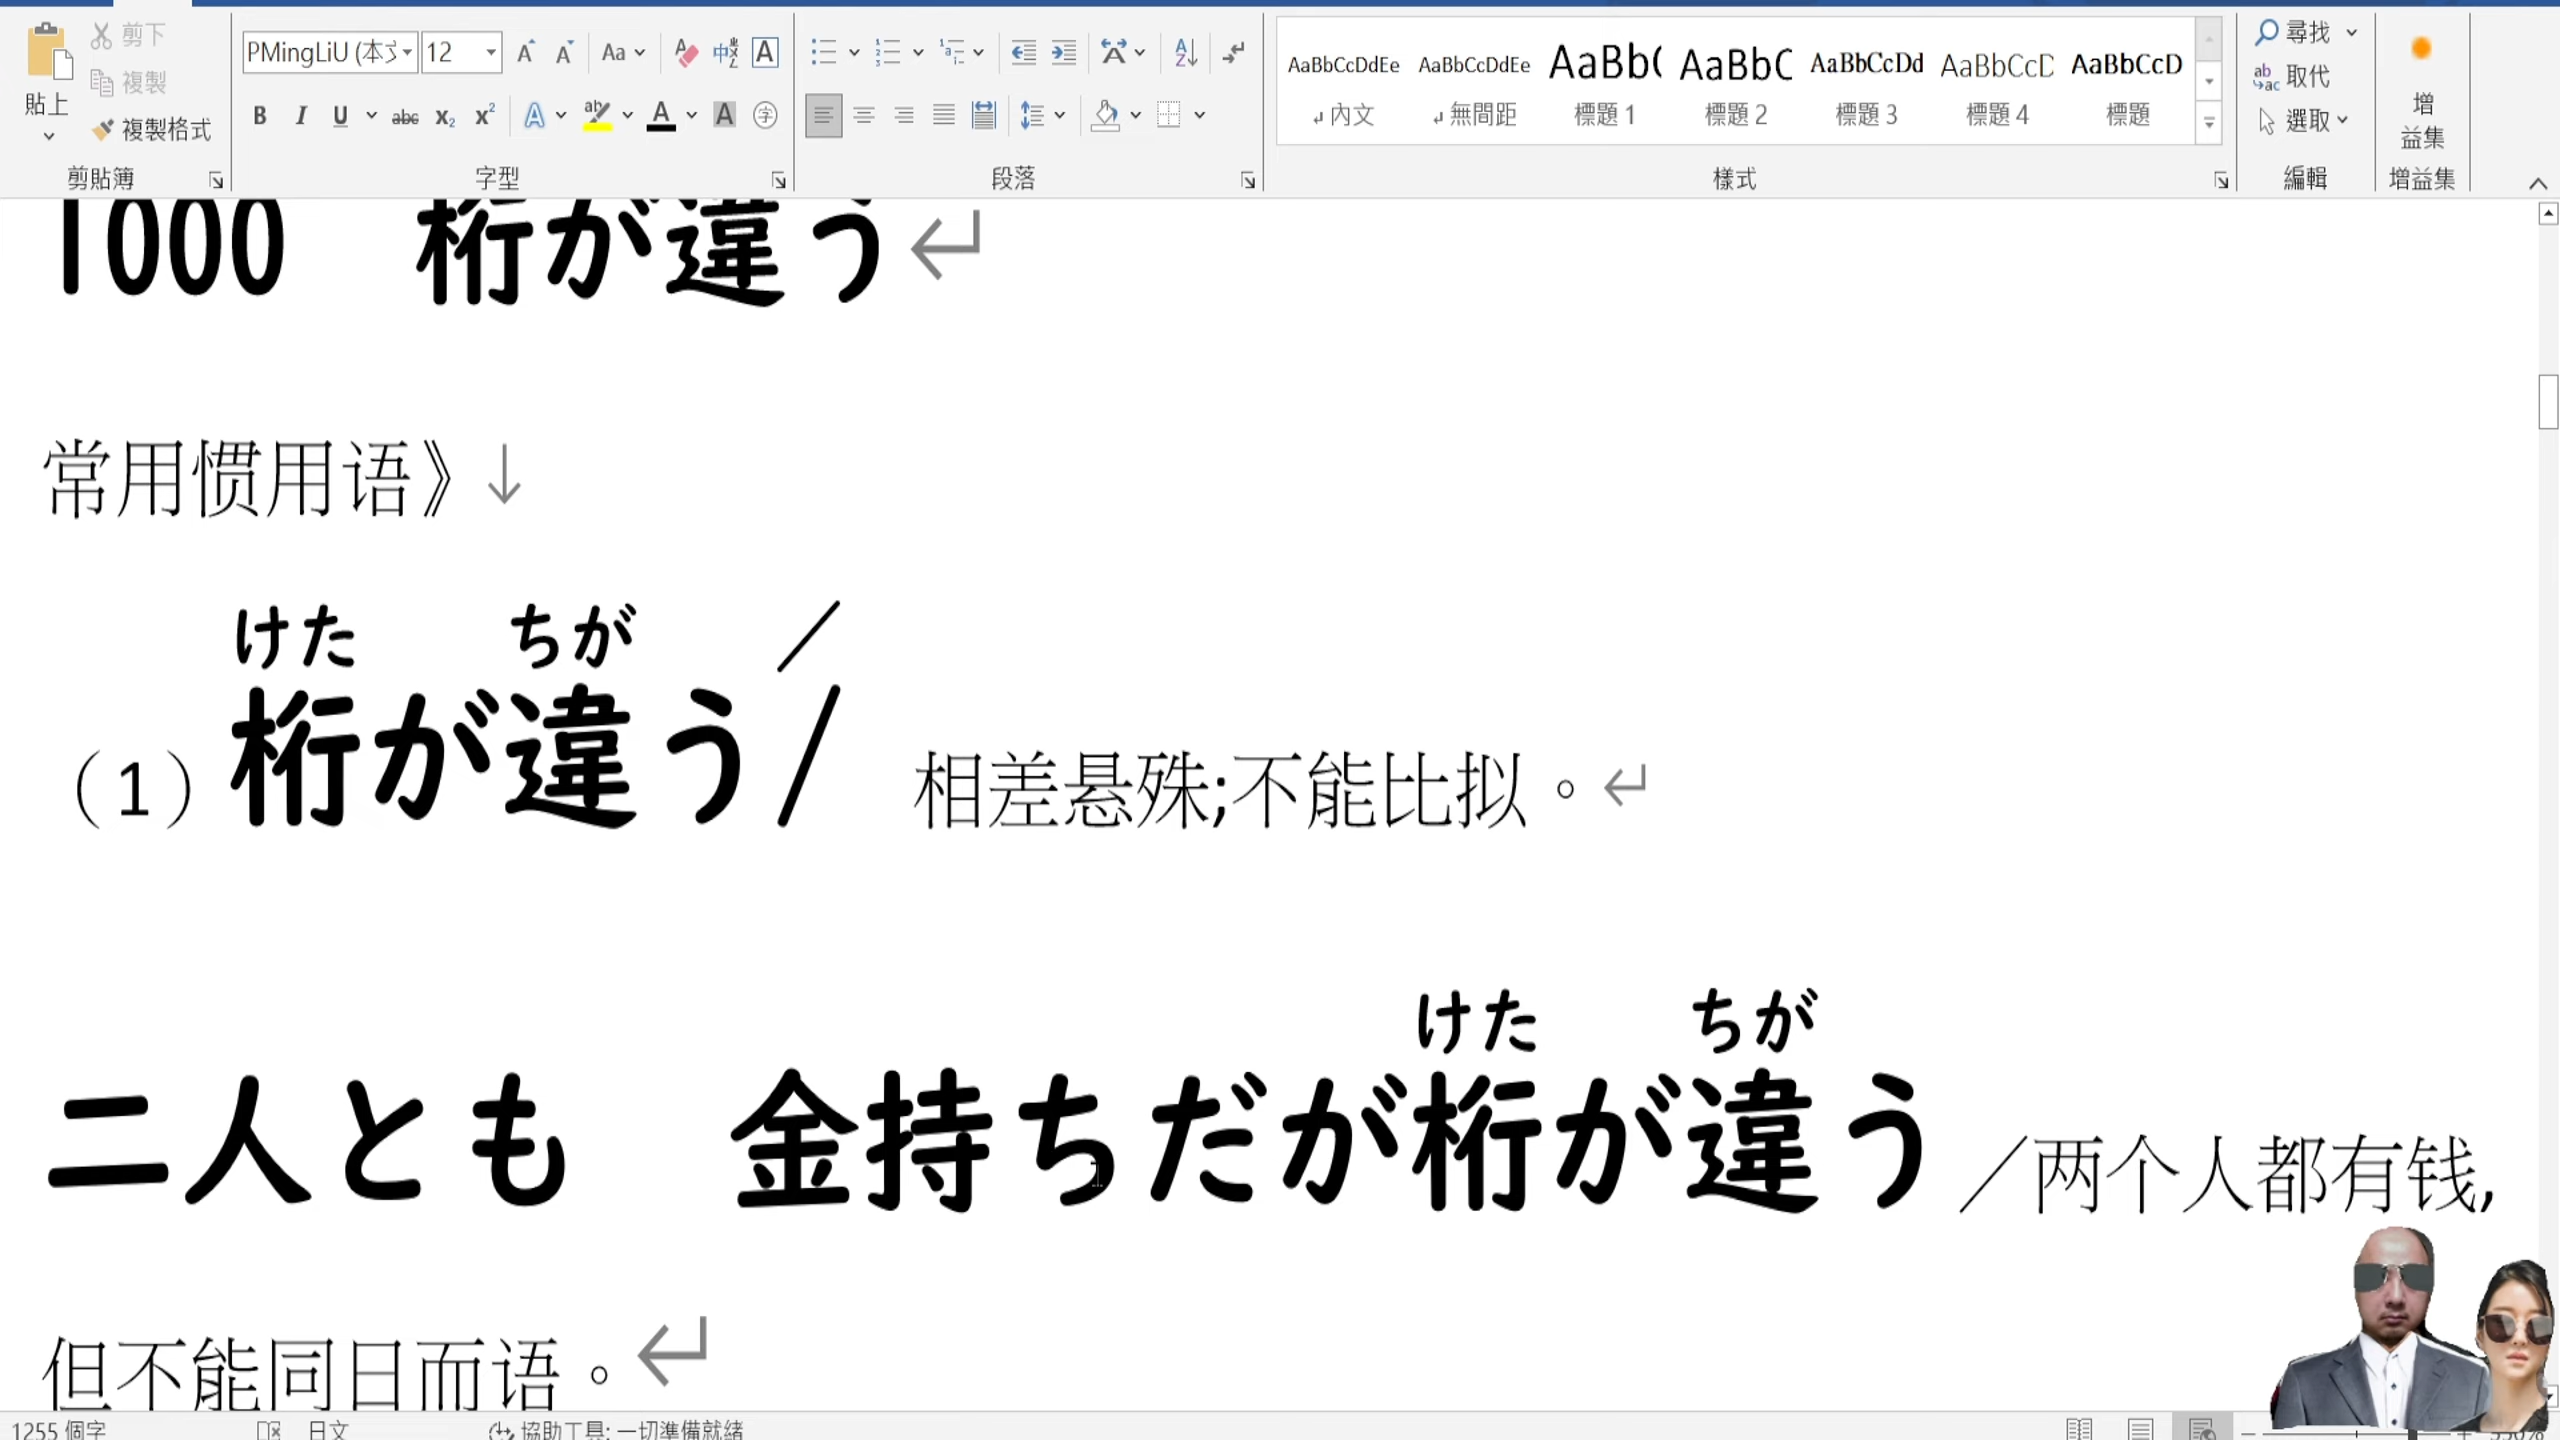 剪下
複製
貼上
複製格式
剪貼簿
PMingLiU (本文
12
Aa
B I U abc x₂ x²
字型
段落
AaBbCcDdEe AaBbCcDdEe AaBb( AaBbC AaBbCcDd AaBbCcD AaBbCcD
↲內文 ↲無間距 標題 1 標題 2 標題 3 標題 4 標題
樣式
尋找
取代
選取
編輯
增
益集
增益集
1000　桁が違う↵
常用惯用语》↓
けた ちが ／
（1）桁が違う/ 相差悬殊;不能比拟。↵
けた ちが
二人とも　金持ちだが桁が違う／两个人都有钱,
但不能同日而语。↵
1255 個字 日文 協助工具: 一切準備就緒